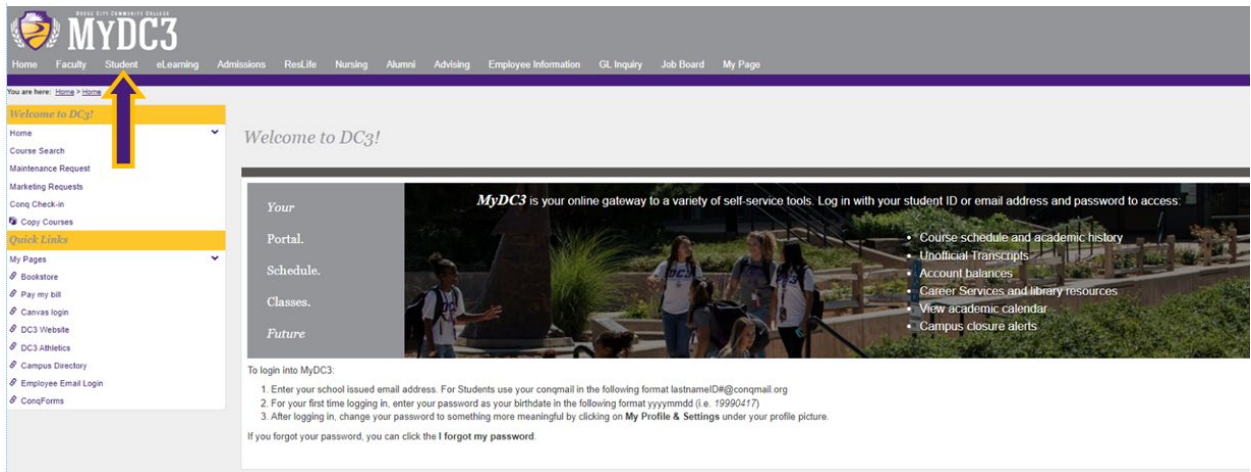 DODGE CITY COMMUNITY COLLEGE
MYDC3
Home Faculty Student eLearning Admissions ResLife Nursing Alumni Advising Employee Information GL Inquiry Job Board My Page
You are here: Home > Home
Welcome to DC3!
Home
Course Search
Maintenance Request
Marketing Requests
Conq Check-in
Copy Courses
Quick Links
My Pages
Bookstore
Pay my bill
Canvas login
DC3 Website
DC3 Athletics
Campus Directory
Employee Email Login
ConqForms
Welcome to DC3!
Your
Portal.
Schedule.
Classes.
Future
MyDC3 is your online gateway to a variety of self-service tools. Log in with your student ID or email address and password to access:
• Course schedule and academic history
• Unofficial Transcripts
• Account balances
• Career Services and library resources
• View academic calendar
• Campus closure alerts
To login into MyDC3:
1. Enter your school issued email address. For Students use your conqmail in the following format lastnameID#@conqmail.org
2. For your first time logging in, enter your password as your birthdate in the following format yyyymmdd (i.e. 19990417)
3. After logging in, change your password to something more meaningful by clicking on My Profile & Settings under your profile picture.
If you forgot your password, you can click the I forgot my password.